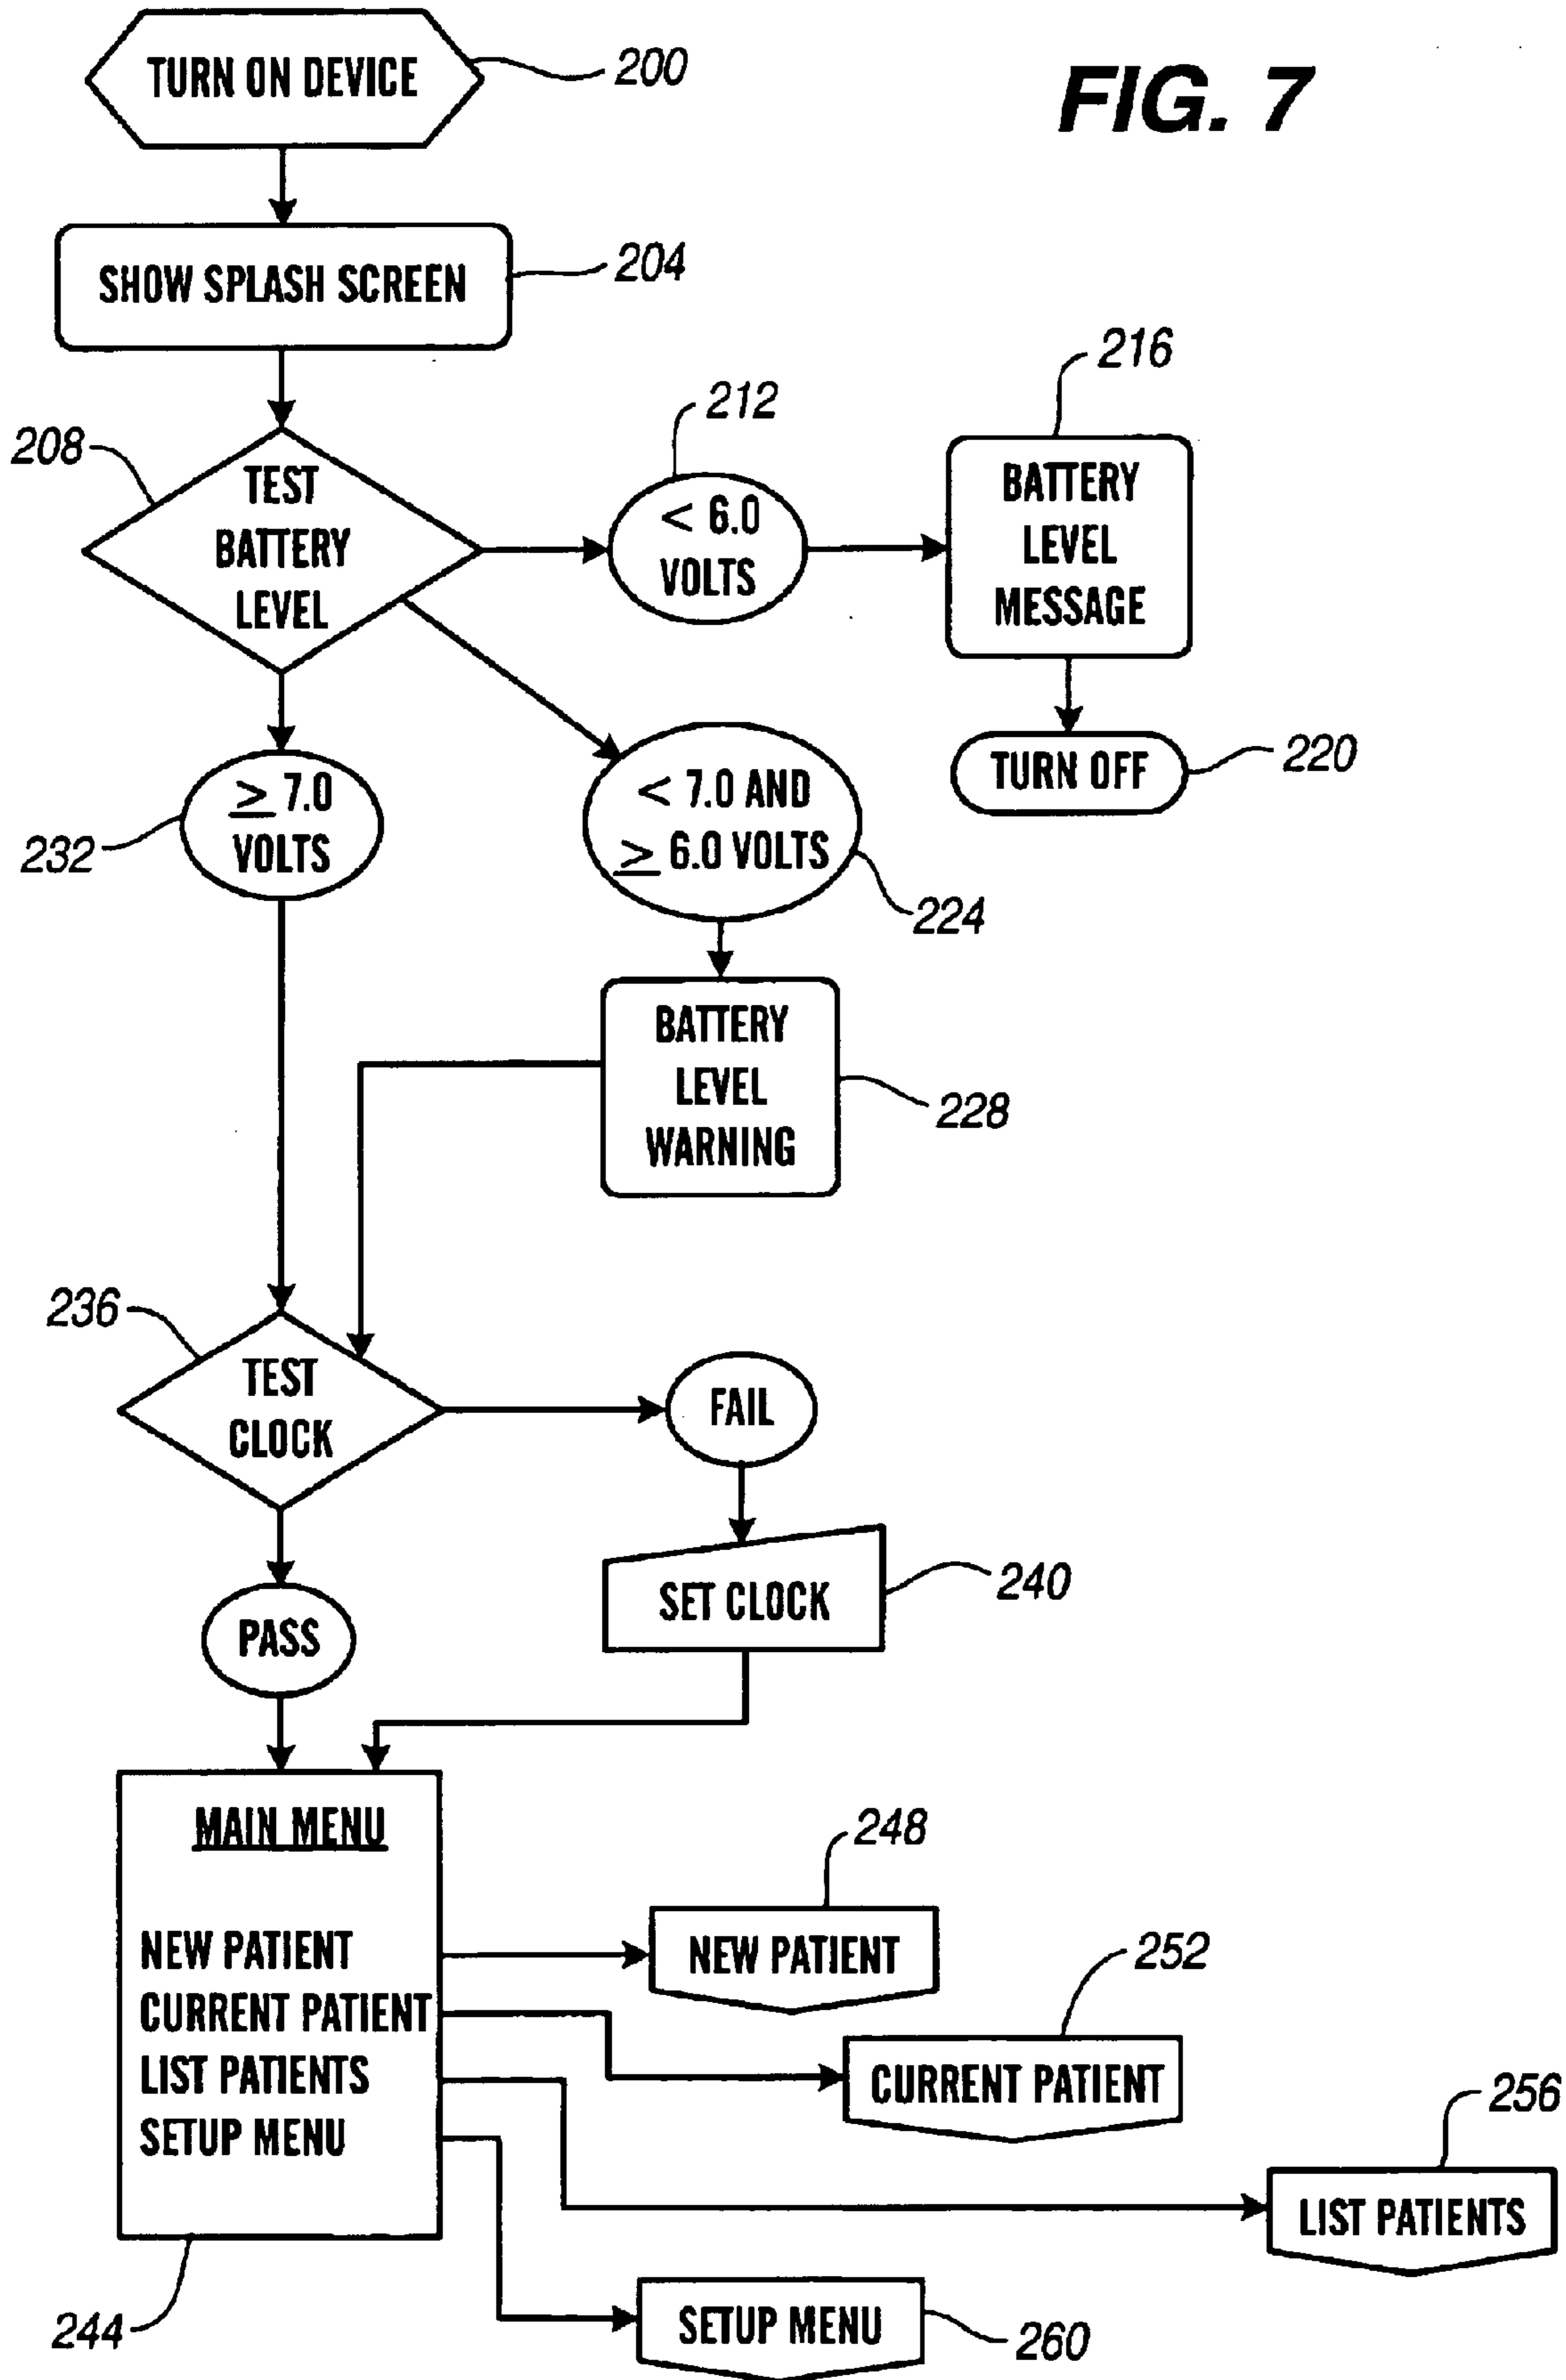 FIG. 7
TURN ON DEVICE
200
SHOW SPLASH SCREEN
204
208
TEST
BATTERY
LEVEL
212
< 6.0
VOLTS
216
BATTERY
LEVEL
MESSAGE
TURN OFF
220
≥ 7.0
VOLTS
232
< 7.0 AND
≥ 6.0 VOLTS
224
BATTERY
LEVEL
WARNING
228
236
TEST
CLOCK
FAIL
SET CLOCK
240
PASS
MAIN MENU
NEW PATIENT
CURRENT PATIENT
LIST PATIENTS
SETUP MENU
244
248
NEW PATIENT
252
CURRENT PATIENT
256
LIST PATIENTS
SETUP MENU
260